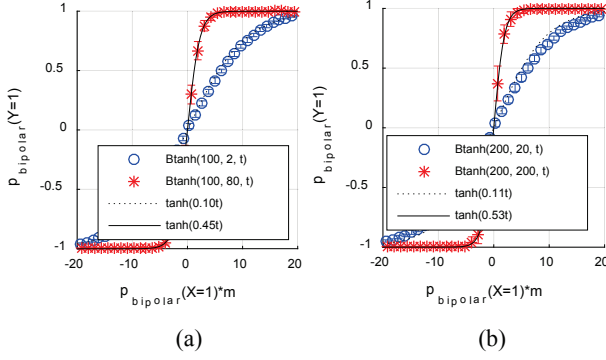 1
0.5
0
-0.5
-1
p bipolar (Y=1)
Btanh(100, 2, t)
Btanh(100, 80, t)
tanh(0.10t)
tanh(0.45t)
-20 -10 0 10 20
p bipolar (X=1)*m
(a)
1
0.5
0
-0.5
-1
p bipolar (Y=1)
Btanh(200, 20, t)
Btanh(200, 200, t)
tanh(0.11t)
tanh(0.53t)
-20 -10 0 10 20
p bipolar (X=1)*m
(b)